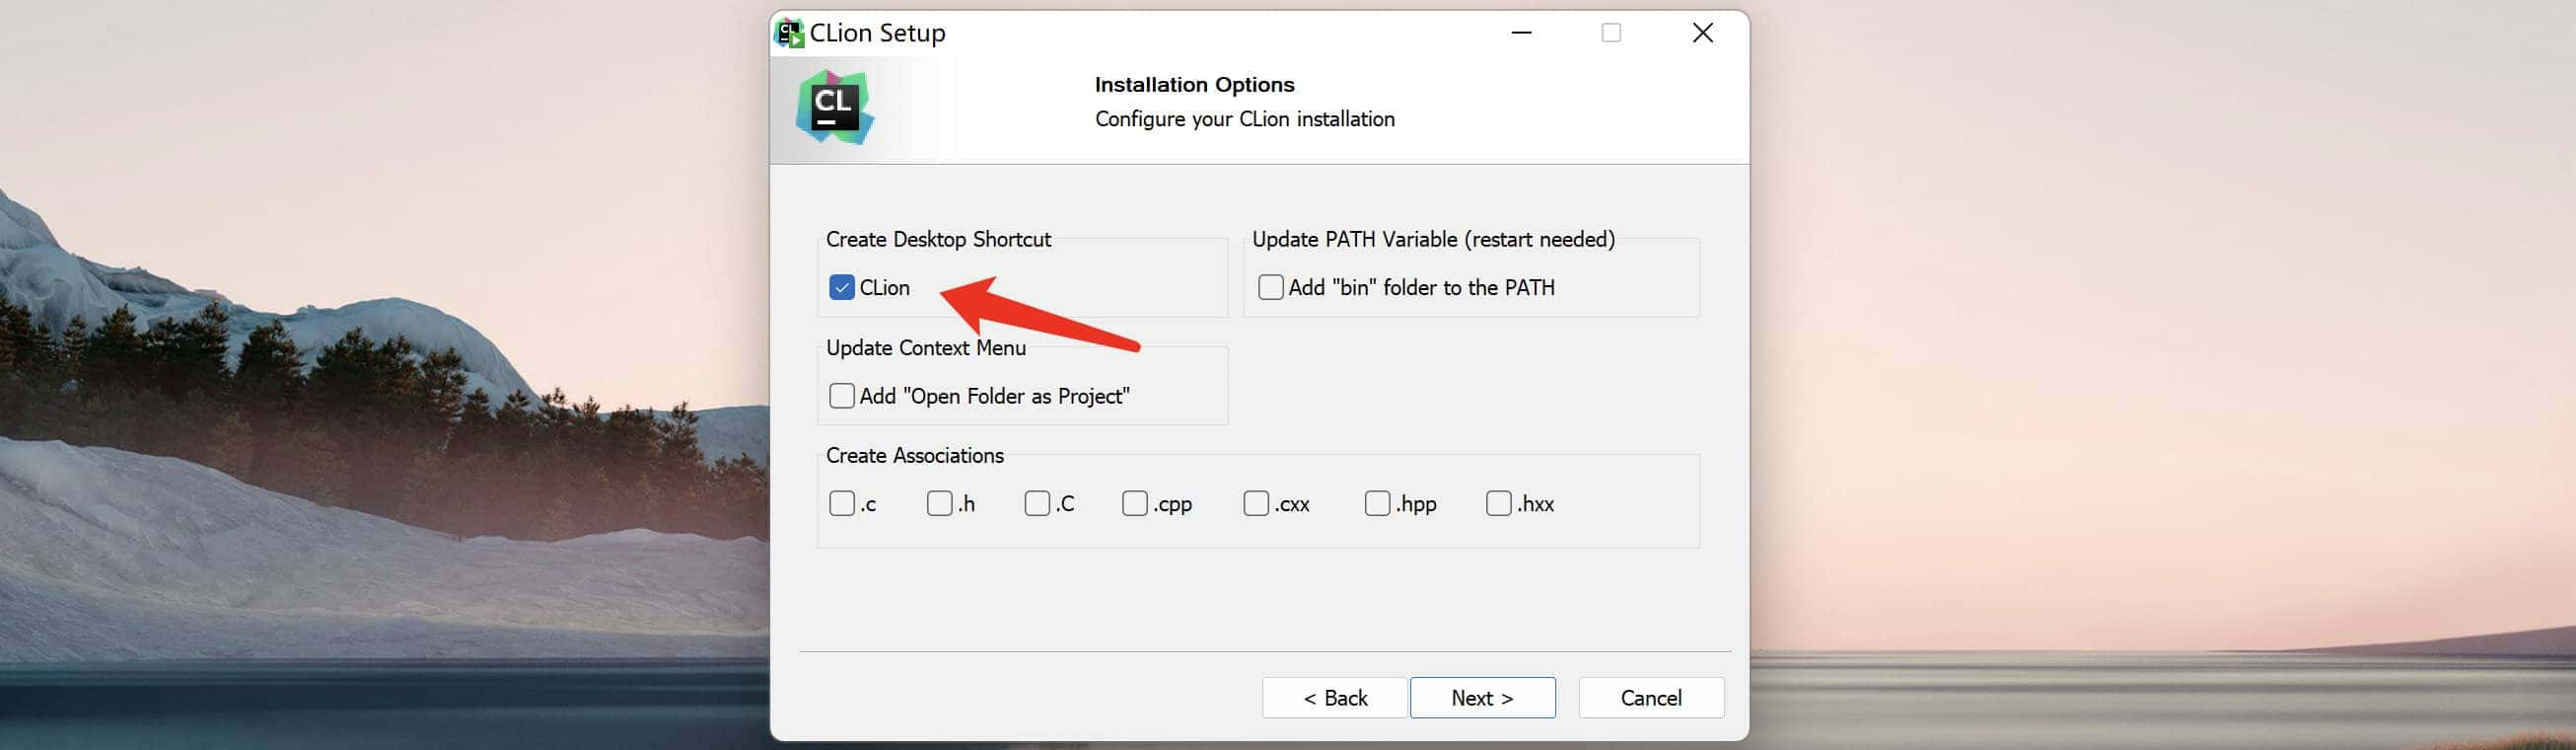 CLion Setup
CL
Installation Options
Configure your CLion installation
Create Desktop Shortcut
CLion
Update PATH Variable (restart needed)
Add "bin" folder to the PATH
Update Context Menu
Add "Open Folder as Project"
Create Associations
.c .h .C .cpp .cxx .hpp .hxx
< Back Next > Cancel